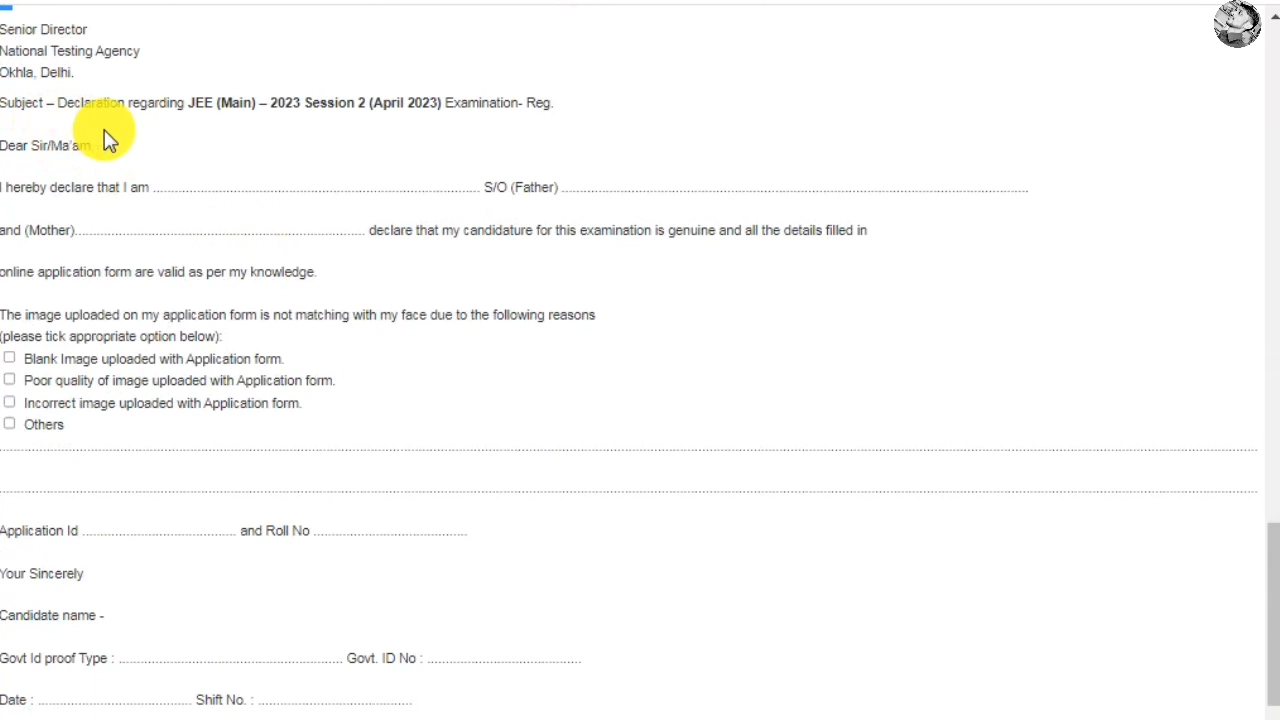 Senior Director
National Testing Agency
Okhla, Delhi.
Subject – Declaration regarding JEE (Main) – 2023 Session 2 (April 2023) Examination- Reg.
Dear Sir/Ma'am,
I hereby declare that I am ........................................ S/O (Father) ........................................
and (Mother)........................................ declare that my candidature for this examination is genuine and all the details filled in
online application form are valid as per my knowledge.
The image uploaded on my application form is not matching with my face due to the following reasons
(please tick appropriate option below):
Blank Image uploaded with Application form.
Poor quality of image uploaded with Application form.
Incorrect image uploaded with Application form.
Others
Application Id .................... and Roll No ....................
Your Sincerely
Candidate name -
Govt Id proof Type : .............................. Govt. ID No : ....................
Date : .................... Shift No. : ....................